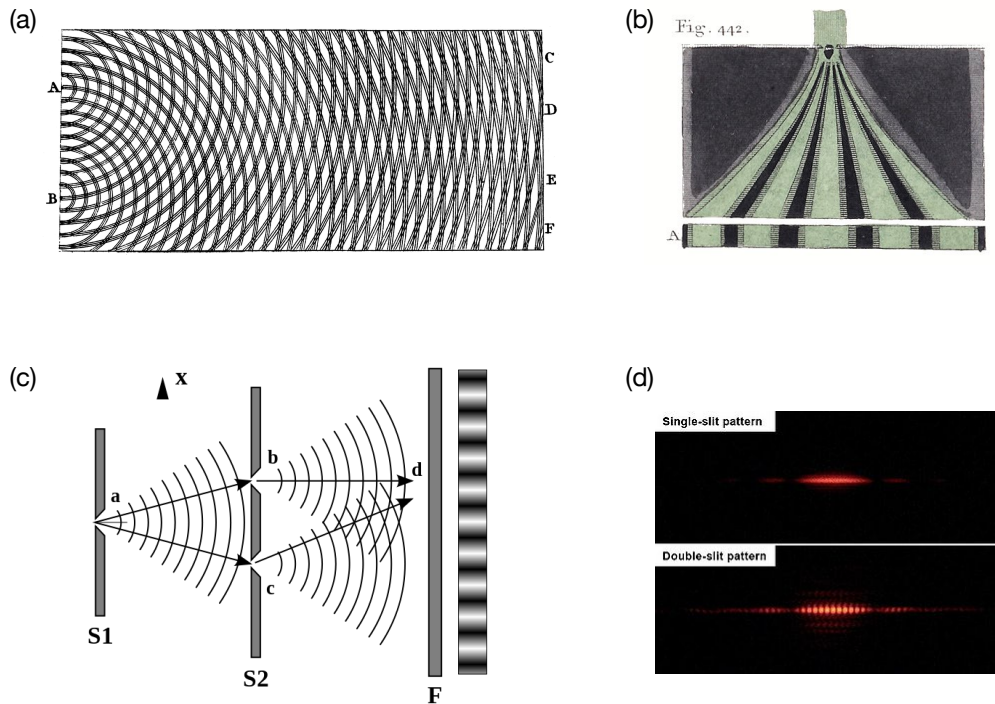 (a)
A
B
C
D
E
F
(b)
Fig. 442.
A
(c)
x
a
b
d
c
S1
S2
F
(d)
Single-slit pattern
Double-slit pattern